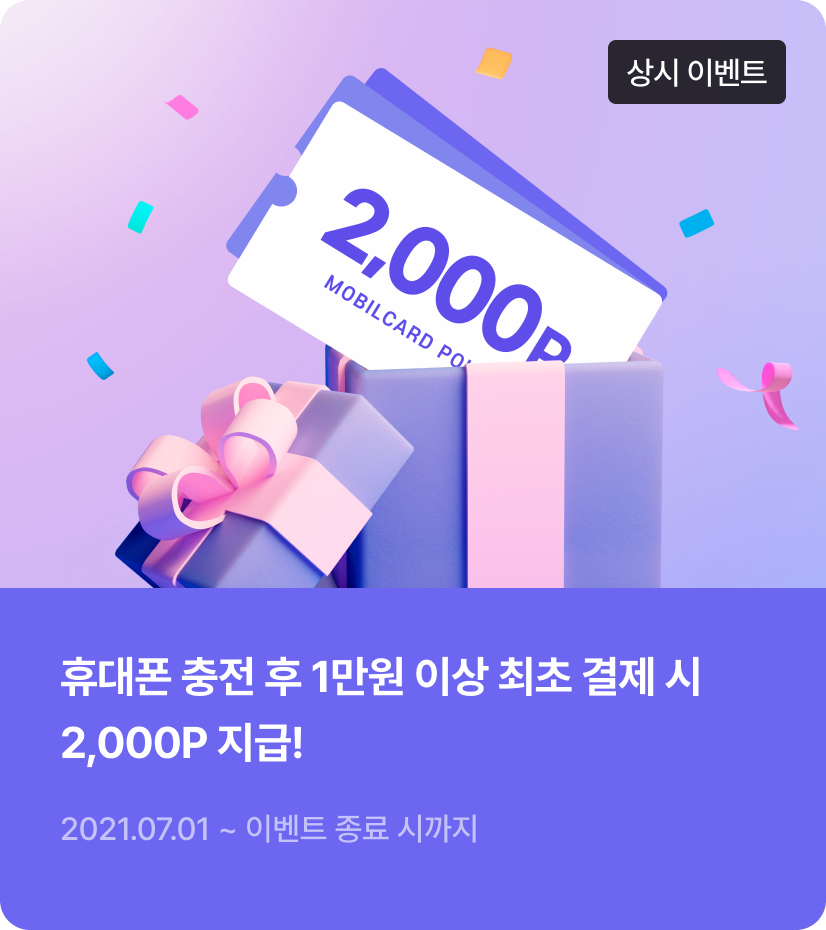 상시 이벤트
2,000P
MOBILCARD
휴대폰 충전 후 1만원 이상 최초 결제 시
2,000P 지급!
2021.07.01 ~ 이벤트 종료 시까지